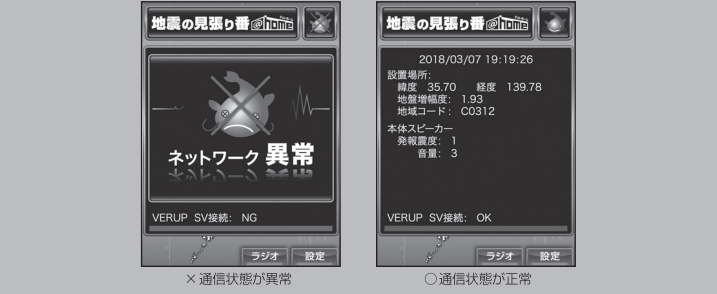 地震の見張り番@home
ネットワーク 異常
VERUP SV接続: NG
ラジオ 設定
×通信状態が異常
地震の見張り番@home
2018/03/07 19:19:26
設置場所:
緯度 35.70 経度 139.78
地盤増幅度: 1.93
地域コード: C0312
本体スピーカー
発報震度: 1
音量: 3
VERUP SV接続: OK
ラジオ 設定
○通信状態が正常